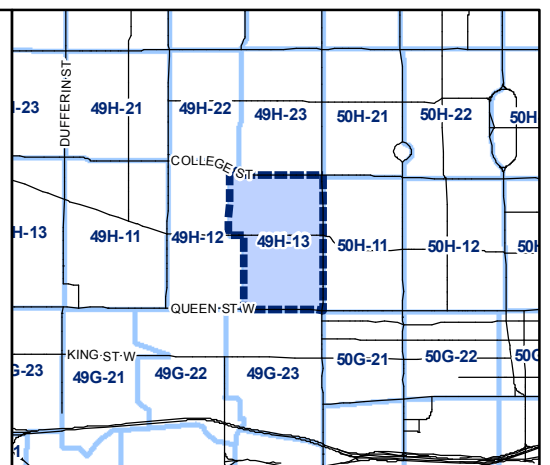 DUFFERIN ST
I-23
49H-21
49H-22
49H-23
50H-21
50H-22
50H
COLLEGE ST
H-13
49H-11
49H-12
49H-13
50H-11
50H-12
50H
QUEEN ST W
KING ST W
G-23
49G-21
49G-22
49G-23
50G-21
50G-22
50G
1